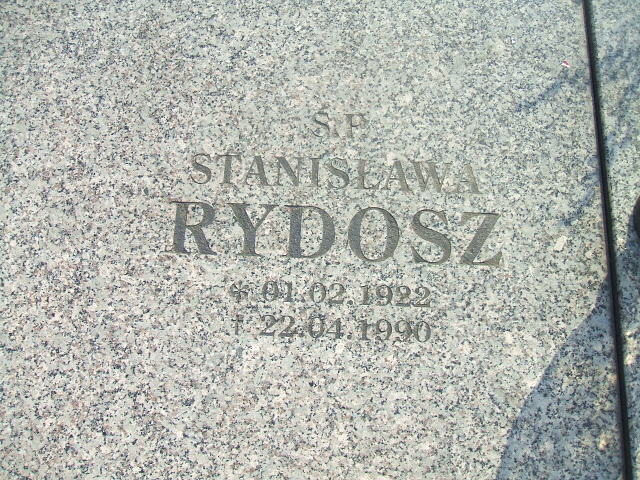 Ś.P.
STANISŁAWA
RYDOSZ
* 01.02.1922
† 22.04.1990